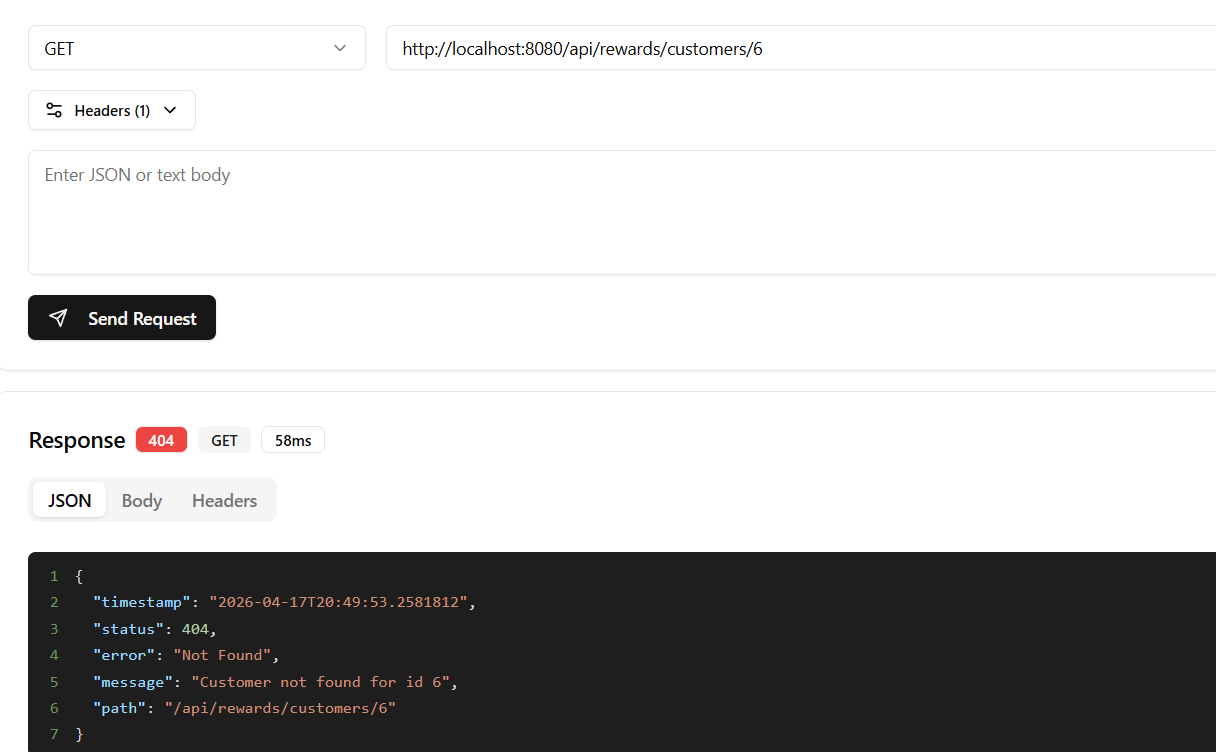 GET
http://localhost:8080/api/rewards/customers/6
Headers (1)
Enter JSON or text body
Send Request
Response 404 GET 58ms
JSON Body Headers
1 {
2   "timestamp": "2026-04-17T20:49:53.2581812",
3   "status": 404,
4   "error": "Not Found",
5   "message": "Customer not found for id 6",
6   "path": "/api/rewards/customers/6"
7 }